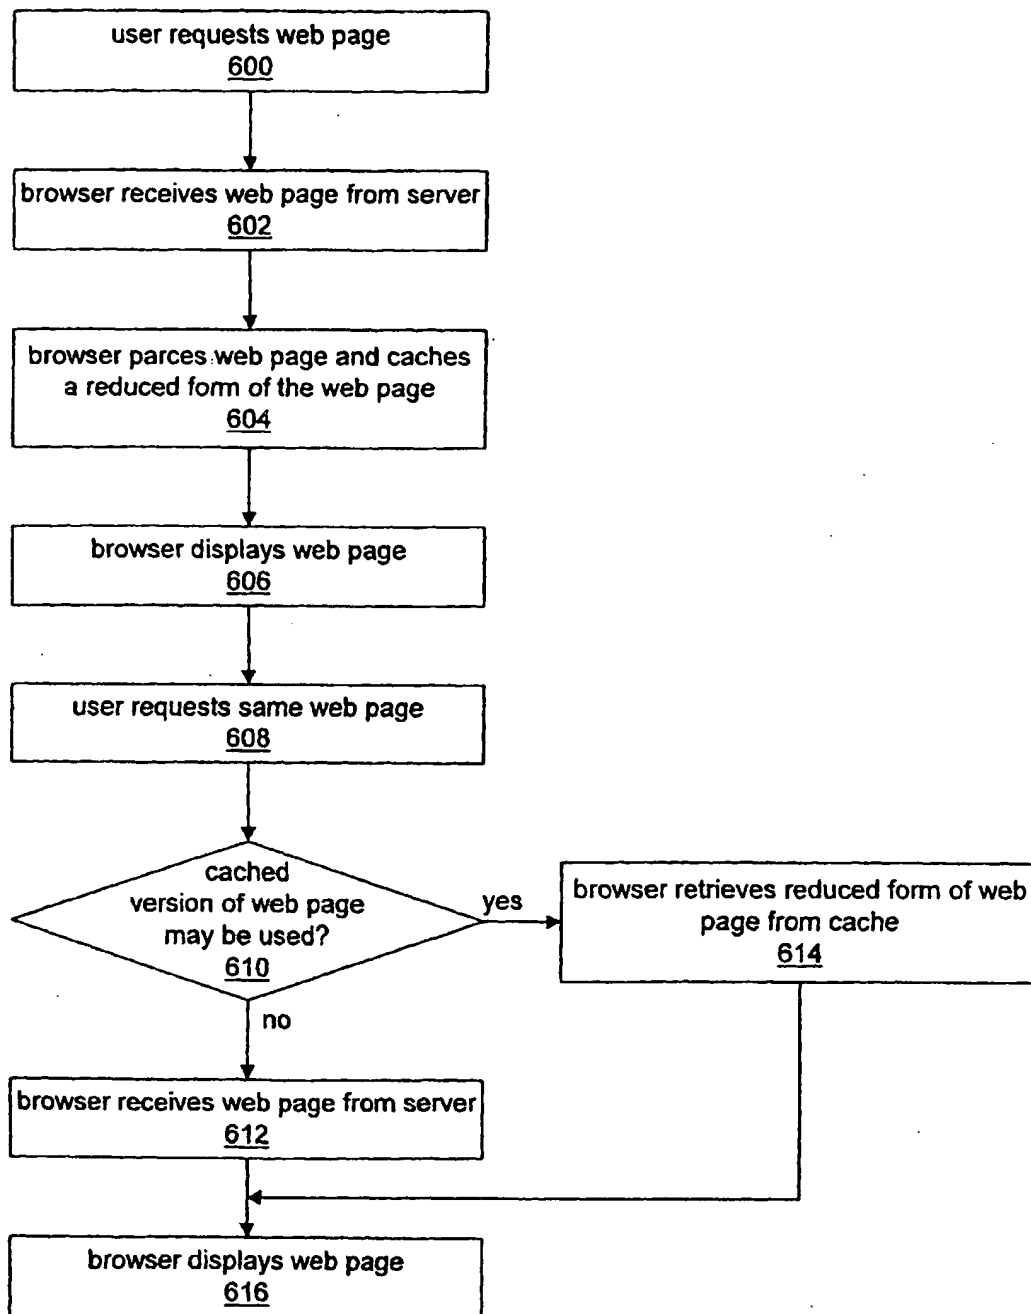 user requests web page
600
browser receives web page from server
602
browser parces web page and caches
a reduced form of the web page
604
browser displays web page
606
user requests same web page
608
cached
version of web page
may be used?
610
yes
browser retrieves reduced form of web
page from cache
614
no
browser receives web page from server
612
browser displays web page
616